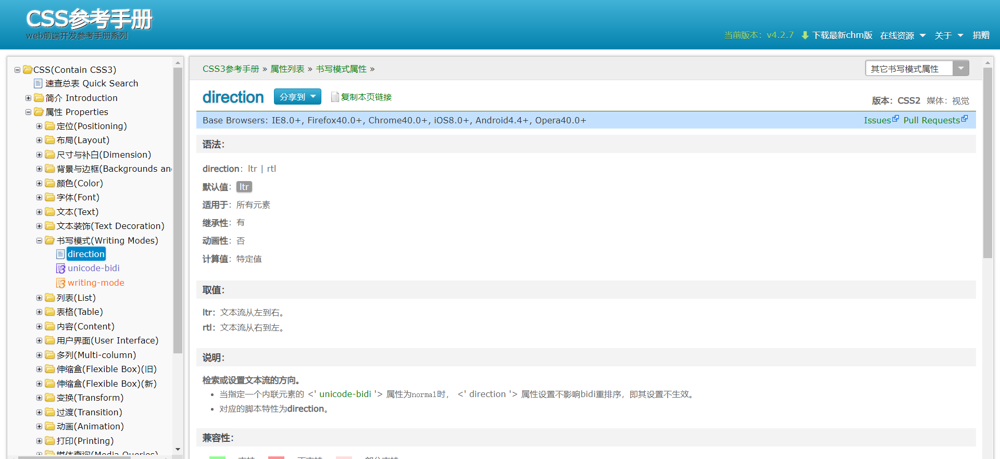 CSS参考手册
web前端开发参考手册系列
当前版本：v4.2.7 下载最新chm版 在线资源 关于 捐赠
CSS(Contain CSS3)
速查总表 Quick Search
简介 Introduction
属性 Properties
定位(Positioning)
布局(Layout)
尺寸与补白(Dimension)
背景与边框(Backgrounds an
颜色(Color)
字体(Font)
文本(Text)
文本装饰(Text Decoration)
书写模式(Writing Modes)
direction
unicode-bidi
writing-mode
列表(List)
表格(Table)
内容(Content)
用户界面(User Interface)
多列(Multi-column)
伸缩盒(Flexible Box)(旧)
伸缩盒(Flexible Box)(新)
变换(Transform)
过渡(Transition)
动画(Animation)
打印(Printing)
媒体查询(Media Queries)
CSS3参考手册 » 属性列表 » 书写模式属性 »
其它书写模式属性
direction 分享到 复制本页链接
版本：CSS2 媒体：视觉
Base Browsers: IE8.0+, Firefox40.0+, Chrome40.0+, iOS8.0+, Android4.4+, Opera40.0+
Issues Pull Requests
语法：
direction：ltr | rtl
默认值：ltr
适用于：所有元素
继承性：有
动画性：否
计算值：特定值
取值：
ltr：文本流从左到右。
rtl：文本流从右到左。
说明：
检索或设置文本流的方向。
当指定一个内联元素的 <' unicode-bidi '> 属性为normal时， <' direction '> 属性设置不影响bidi重排序，即其设置不生效。
对应的脚本特性为direction。
兼容性：
支持 不支持 部分支持